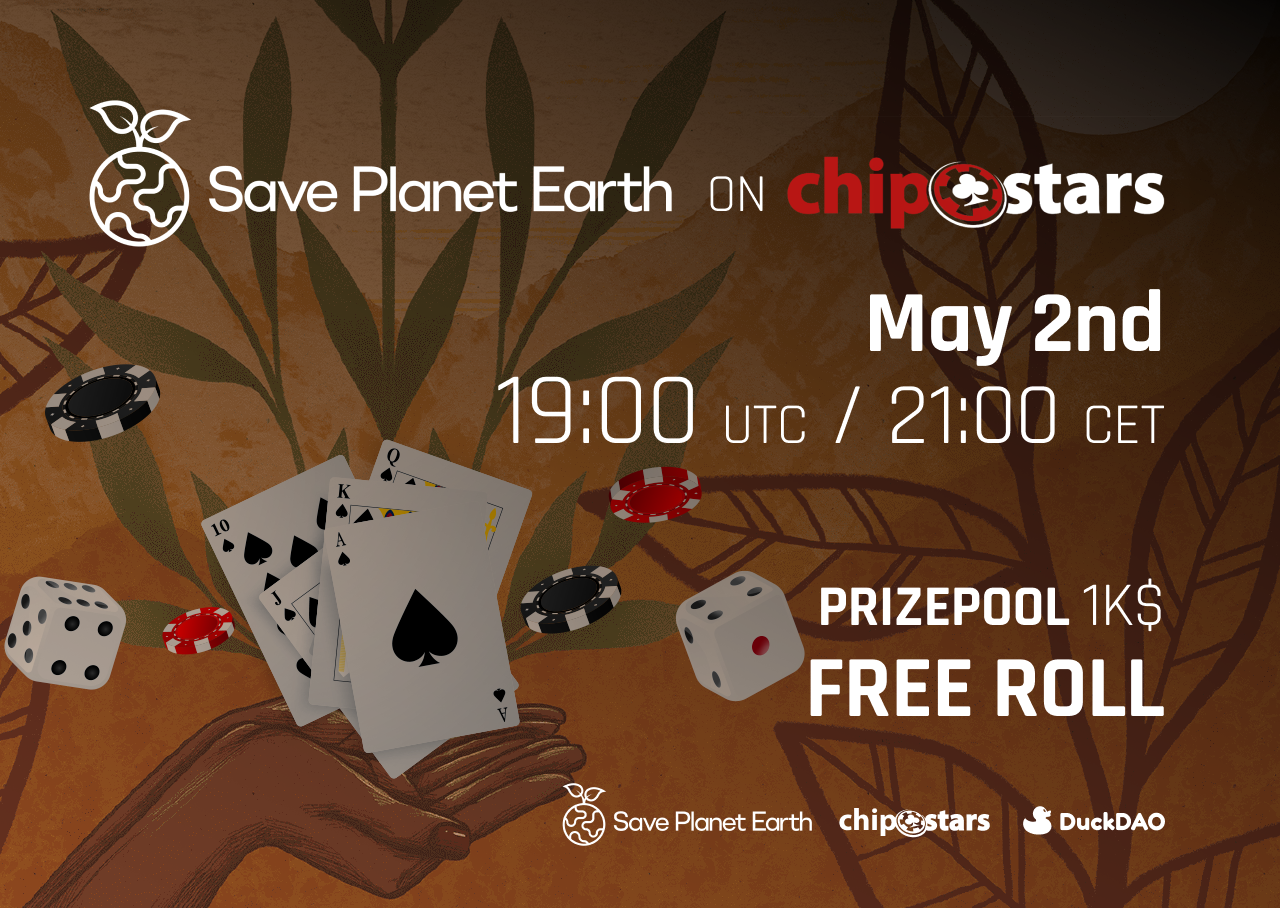 Save Planet Earth ON chipstars
May 2nd
19:00 UTC / 21:00 CET
Q
K
10
A
J
A
PRIZEPOOL 1K$
FREE ROLL
Save Planet Earth chipstars DuckDAO